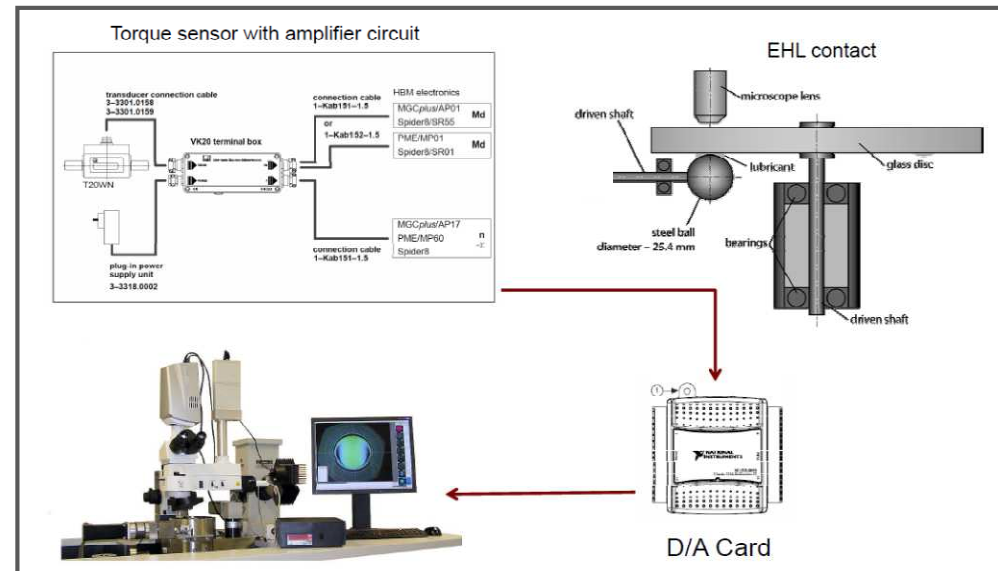 Torque sensor with amplifier circuit
transducer connection cable
3–3301.0158
3–3301.0159
VK20 terminal box
T20WN
plug-in power
supply unit
3–3318.0002
connection cable
1–Kab151–1.5
or
1–Kab152–1.5
HBM electronics
MGCplus/AP01
Spider8/SR55
Md
PME/MP01
Spider8/SR01
Md
MGCplus/AP17
PME/MP60
Spider8
n
connection cable
1–Kab151–1.5
EHL contact
microscope lens
driven shaft
glass disc
lubricant
steel ball
diameter – 25.4 mm
bearings
driven shaft
1
NATIONAL
INSTRUMENTS
D/A Card